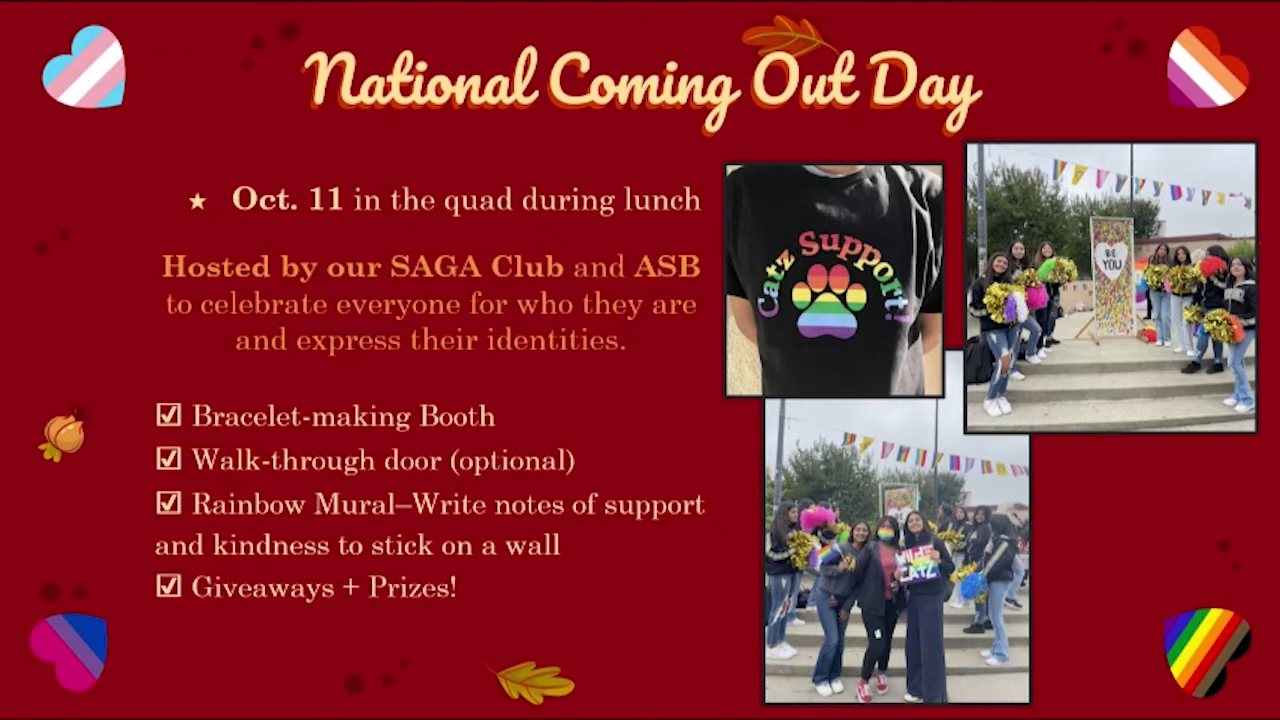 National Coming Out Day
★ Oct. 11 in the quad during lunch
Hosted by our SAGA Club and ASB
to celebrate everyone for who they are
and express their identities.
☑ Bracelet-making Booth
☑ Walk-through door (optional)
☑ Rainbow Mural–Write notes of support
and kindness to stick on a wall
☑ Giveaways + Prizes!
Catz Support!
BE
YOU
WILD
CATZ